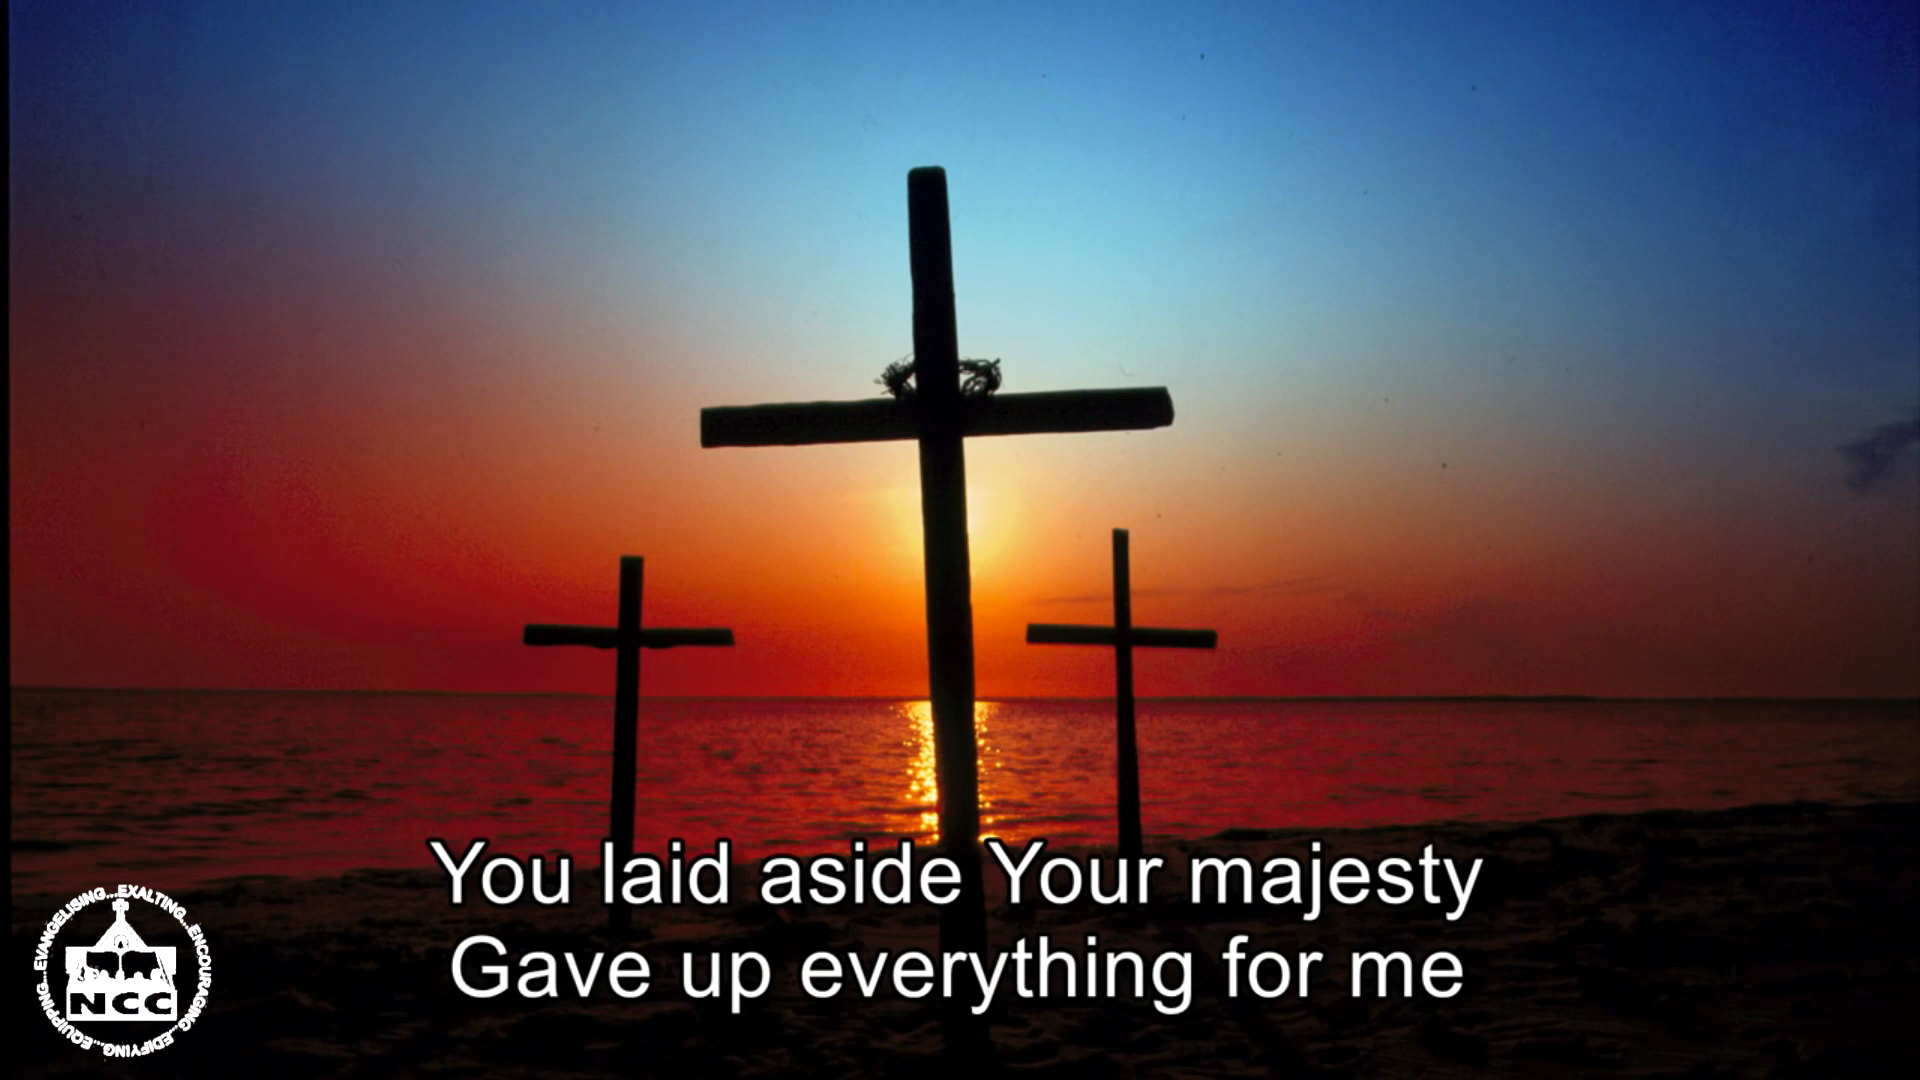 You laid aside Your majesty
Gave up everything for me
EVANGELISING...EXALTING...ENCOURAGING...EDIFYING...EQUIPPING...
NCC